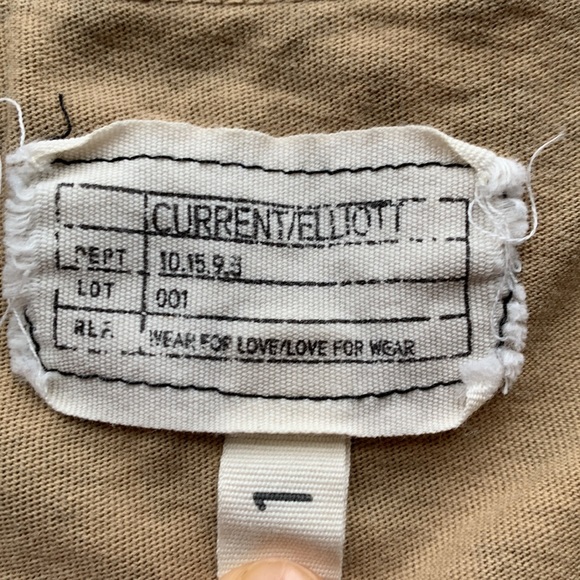 CURRENT/ELLIOTT
DEPT 10.15.9.3
LOT 001
REF. WEAR FOR LOVE/LOVE FOR WEAR
1